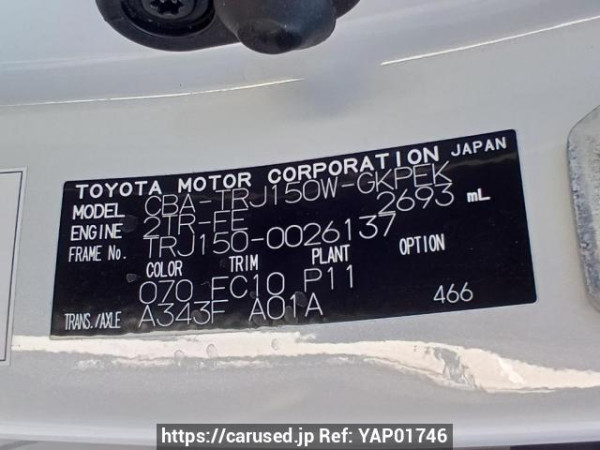 TOYOTA MOTOR CORPORATION JAPAN
MODEL CBA-TRJ150W-GKPEK
ENGINE 2TR-FE 2693 mL
FRAME No. TRJ150-0026137
COLOR TRIM PLANT OPTION
070 FC10 P11
TRANS./AXLE A343F A01A 466
https://carused.jp Ref: YAP01746